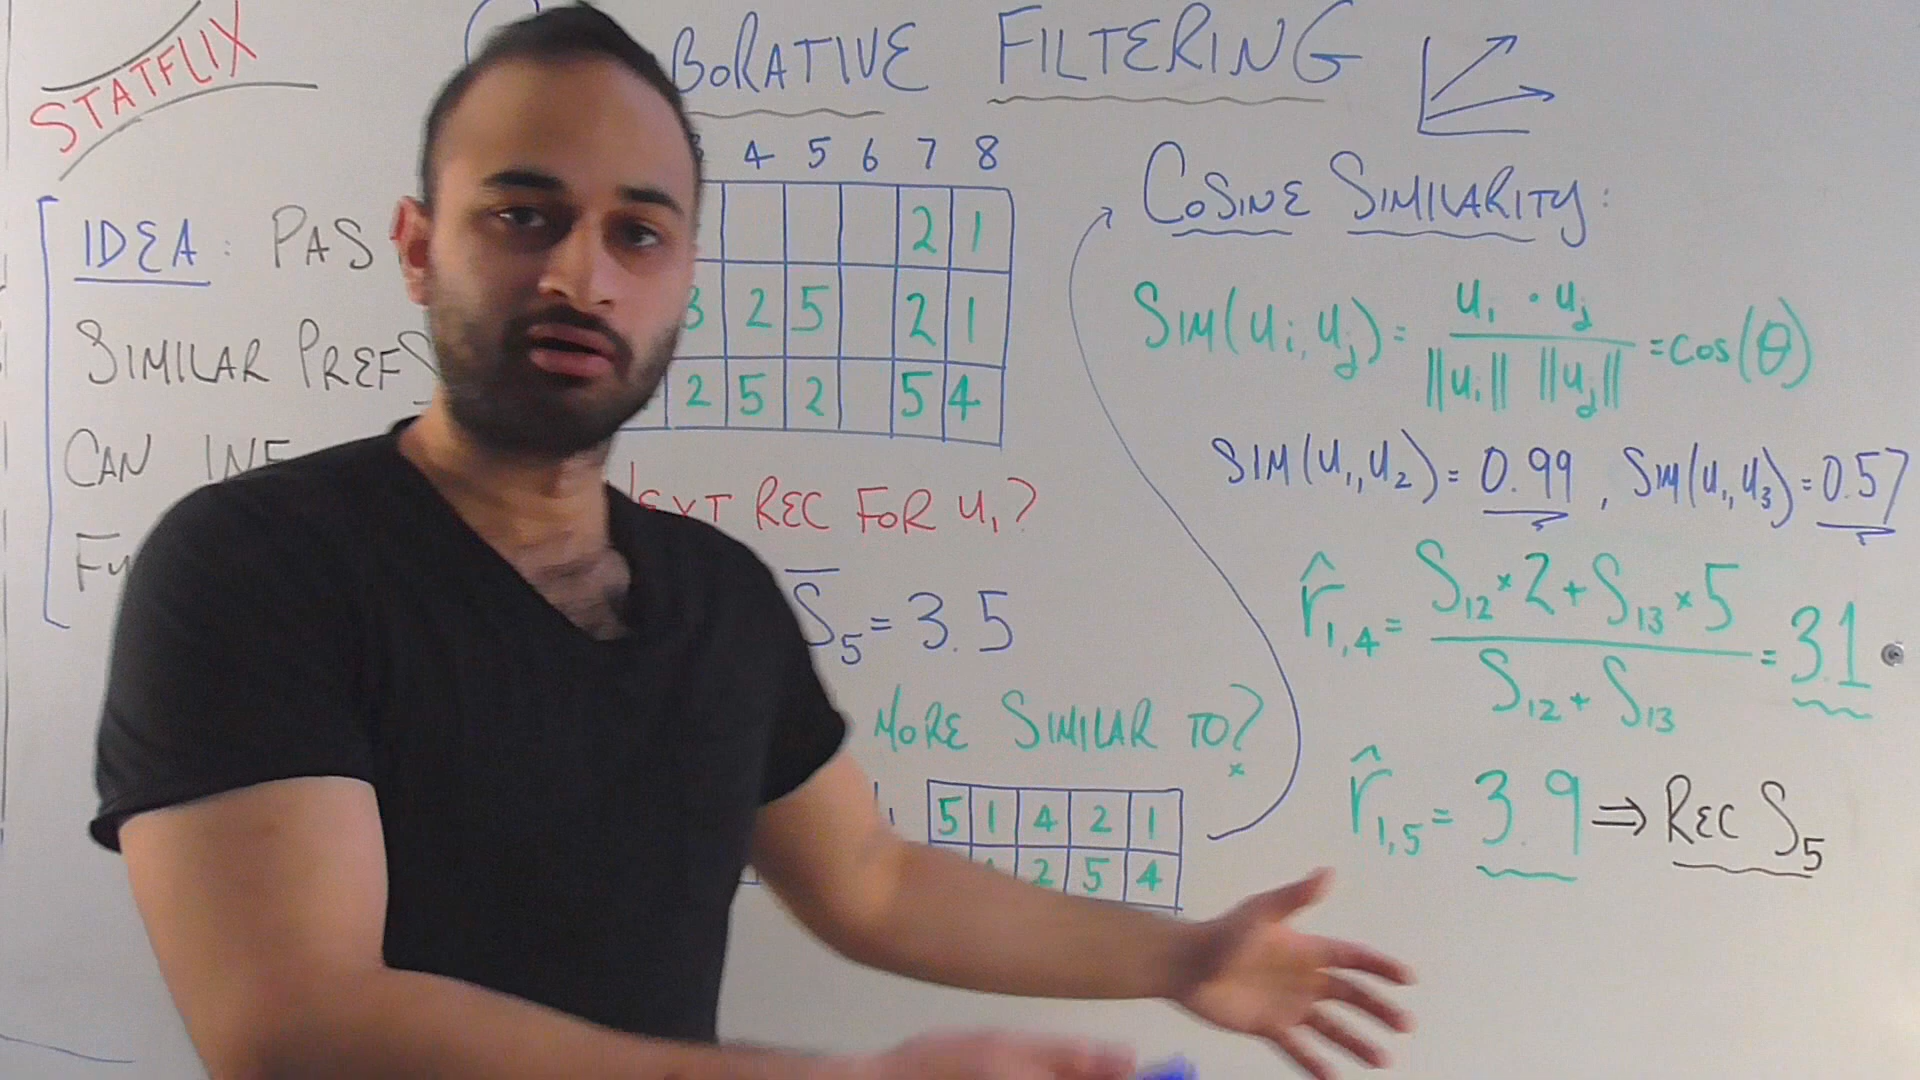 STATFLIX
BORATIVE FILTERING
4 5 6 7 8
2 1
3 2 5 2 1
2 5 2 5 4
IDEA: PAS
SIMILAR PREFS
CAN INF
REC FOR U₁?
S̅₅ = 3.5
MORE SIMILAR TO?
5 1 4 2 1
2 5 4
COSINE SIMILARITY:
SIM(Uᵢ, Uⱼ) = Uᵢ · Uⱼ / ||Uᵢ|| ||Uⱼ|| = cos(θ)
SIM(U₁, U₂) = 0.99, SIM(U₁, U₃) = 0.57
r̂₁,₄ = S₁₂ × 2 + S₁₃ × 5 / S₁₂ + S₁₃ = 3.1
r̂₁,₅ = 3.9 ⇒ REC S₅